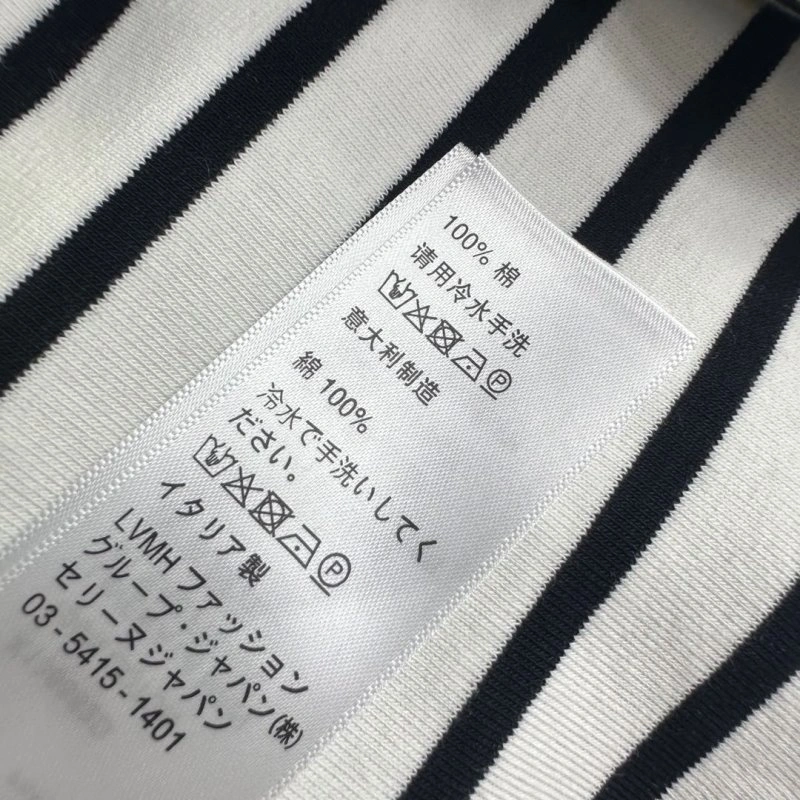 100% 棉
请用冷水手洗
意大利制造
綿 100%
冷水で手洗いしてく
ださい。
P
イタリア製
LVMH ファッション
グループ・ジャパン(株)
セリーヌジャパン
03-5415-1401